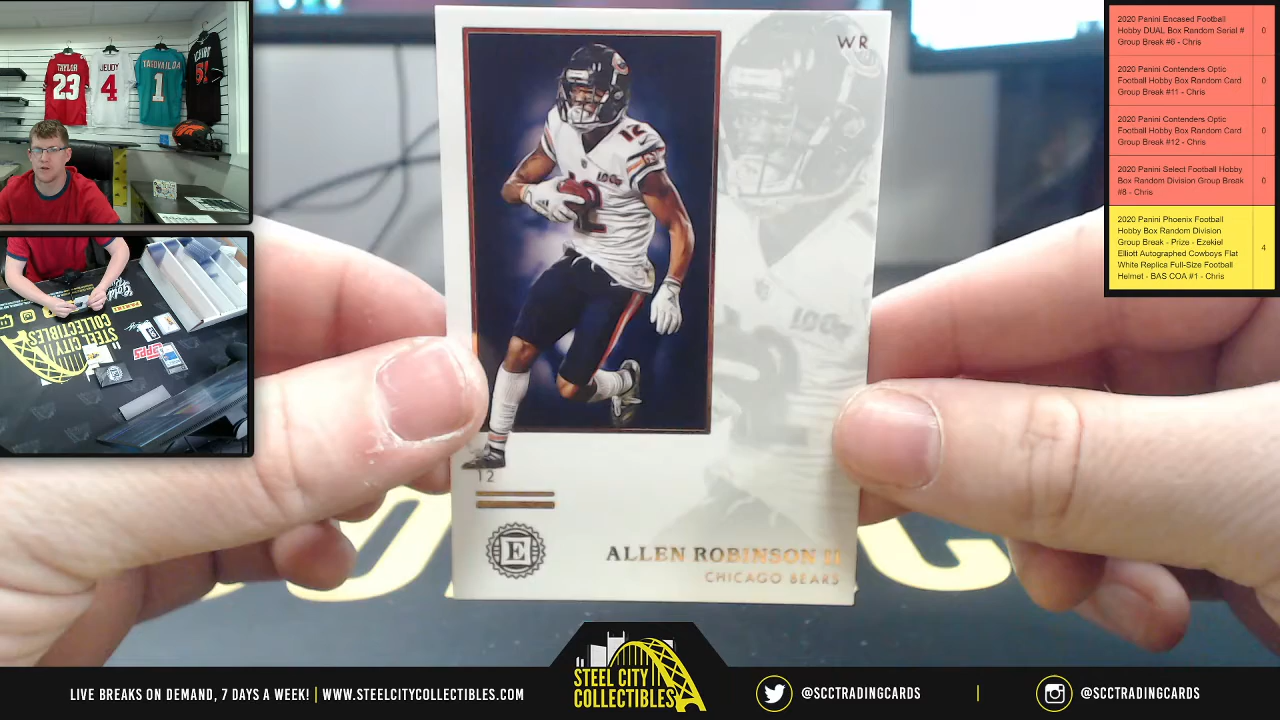 TAYLOR
23
JEUDY
4
TAGOVAILOA
1
STEEL CITY
COLLECTIBLES
topps
WR
12
100
12
E
ALLEN ROBINSON II
CHICAGO BEARS
2020 Panini Encased Football
Hobby DUAL Box Random Serial #
Group Break #6 - Chris
0
2020 Panini Contenders Optic
Football Hobby Box Random Card
Group Break #11 - Chris
0
2020 Panini Contenders Optic
Football Hobby Box Random Card
Group Break #12 - Chris
0
2020 Panini Select Football Hobby
Box Random Division Group Break
#8 - Chris
0
2020 Panini Phoenix Football
Hobby Box Random Division
Group Break - Prize - Ezekiel
Elliott Autographed Cowboys Flat
White Replica Full-Size Football
Helmet - BAS COA #1 - Chris
4
LIVE BREAKS ON DEMAND, 7 DAYS A WEEK! | WWW.STEELCITYCOLLECTIBLES.COM
STEEL CITY
COLLECTIBLES
@SCCTRADINGCARDS
@SCCTRADINGCARDS